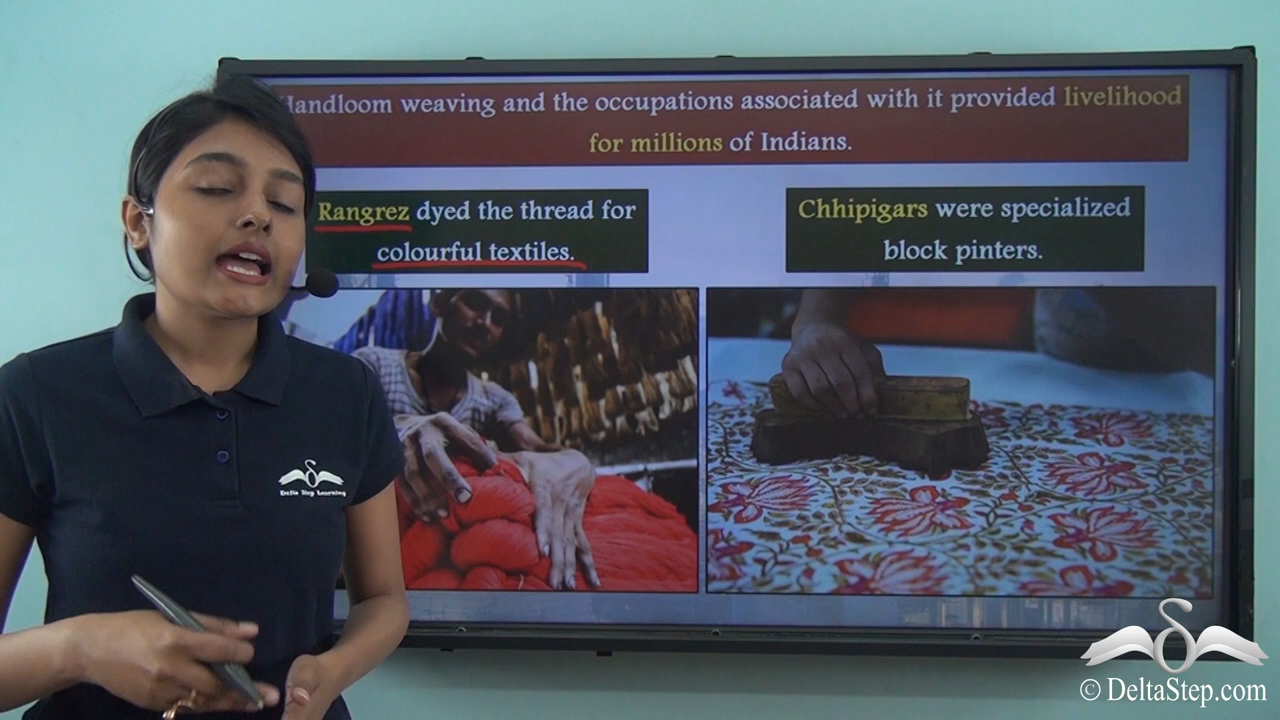 Handloom weaving and the occupations associated with it provided livelihood
for millions of Indians.
Rangrez dyed the thread for
colourful textiles.
Chhipigars were specialized
block pinters.
Delta Step Learning
© DeltaStep.com